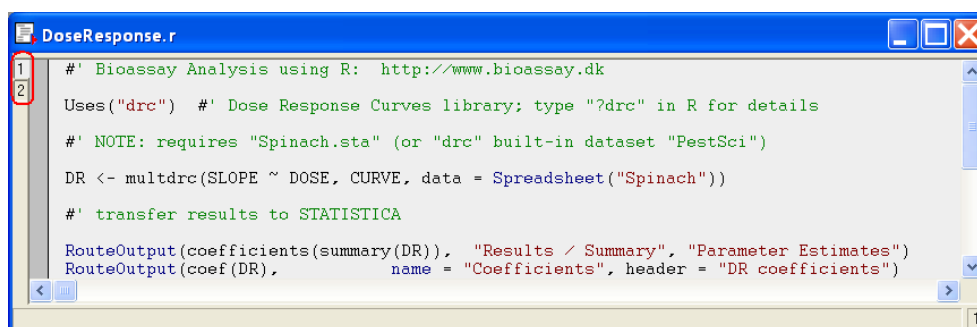 DoseResponse.r
1
2
#' Bioassay Analysis using R: http://www.bioassay.dk
Uses("drc") #' Dose Response Curves library; type "?drc" in R for details
#' NOTE: requires "Spinach.sta" (or "drc" built-in dataset "PestSci")
DR <- multdrc(SLOPE ~ DOSE, CURVE, data = Spreadsheet("Spinach"))
#' transfer results to STATISTICA
RouteOutput(coefficients(summary(DR)), "Results / Summary", "Parameter Estimates")
RouteOutput(coef(DR), name = "Coefficients", header = "DR coefficients")